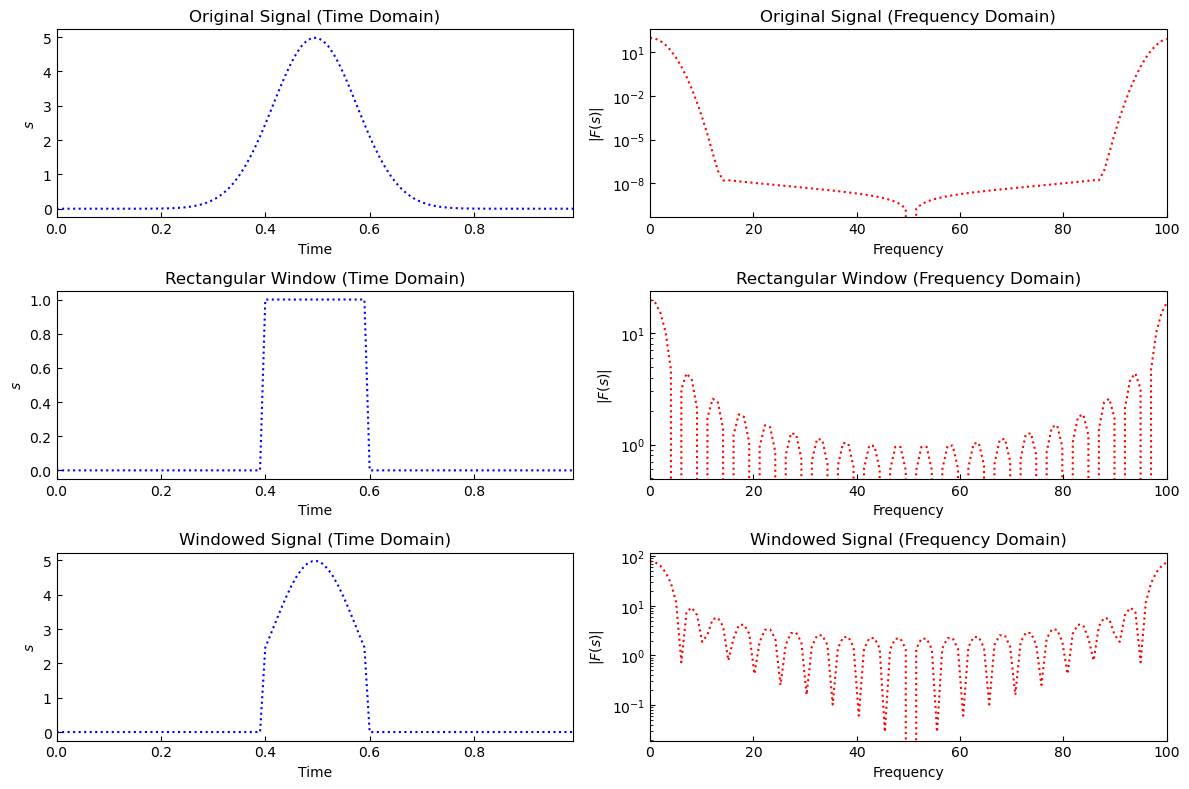 Original Signal (Time Domain)
s
5
4
3
2
1
0
0.0 0.2 0.4 0.6 0.8
Time
Original Signal (Frequency Domain)
|F(s)|
10^1
10^-2
10^-5
10^-8
0 20 40 60 80 100
Frequency
Rectangular Window (Time Domain)
s
1.0
0.8
0.6
0.4
0.2
0.0
0.0 0.2 0.4 0.6 0.8
Time
Rectangular Window (Frequency Domain)
|F(s)|
10^1
10^0
0 20 40 60 80 100
Frequency
Windowed Signal (Time Domain)
s
5
4
3
2
1
0
0.0 0.2 0.4 0.6 0.8
Time
Windowed Signal (Frequency Domain)
|F(s)|
10^2
10^1
10^0
10^-1
0 20 40 60 80 100
Frequency